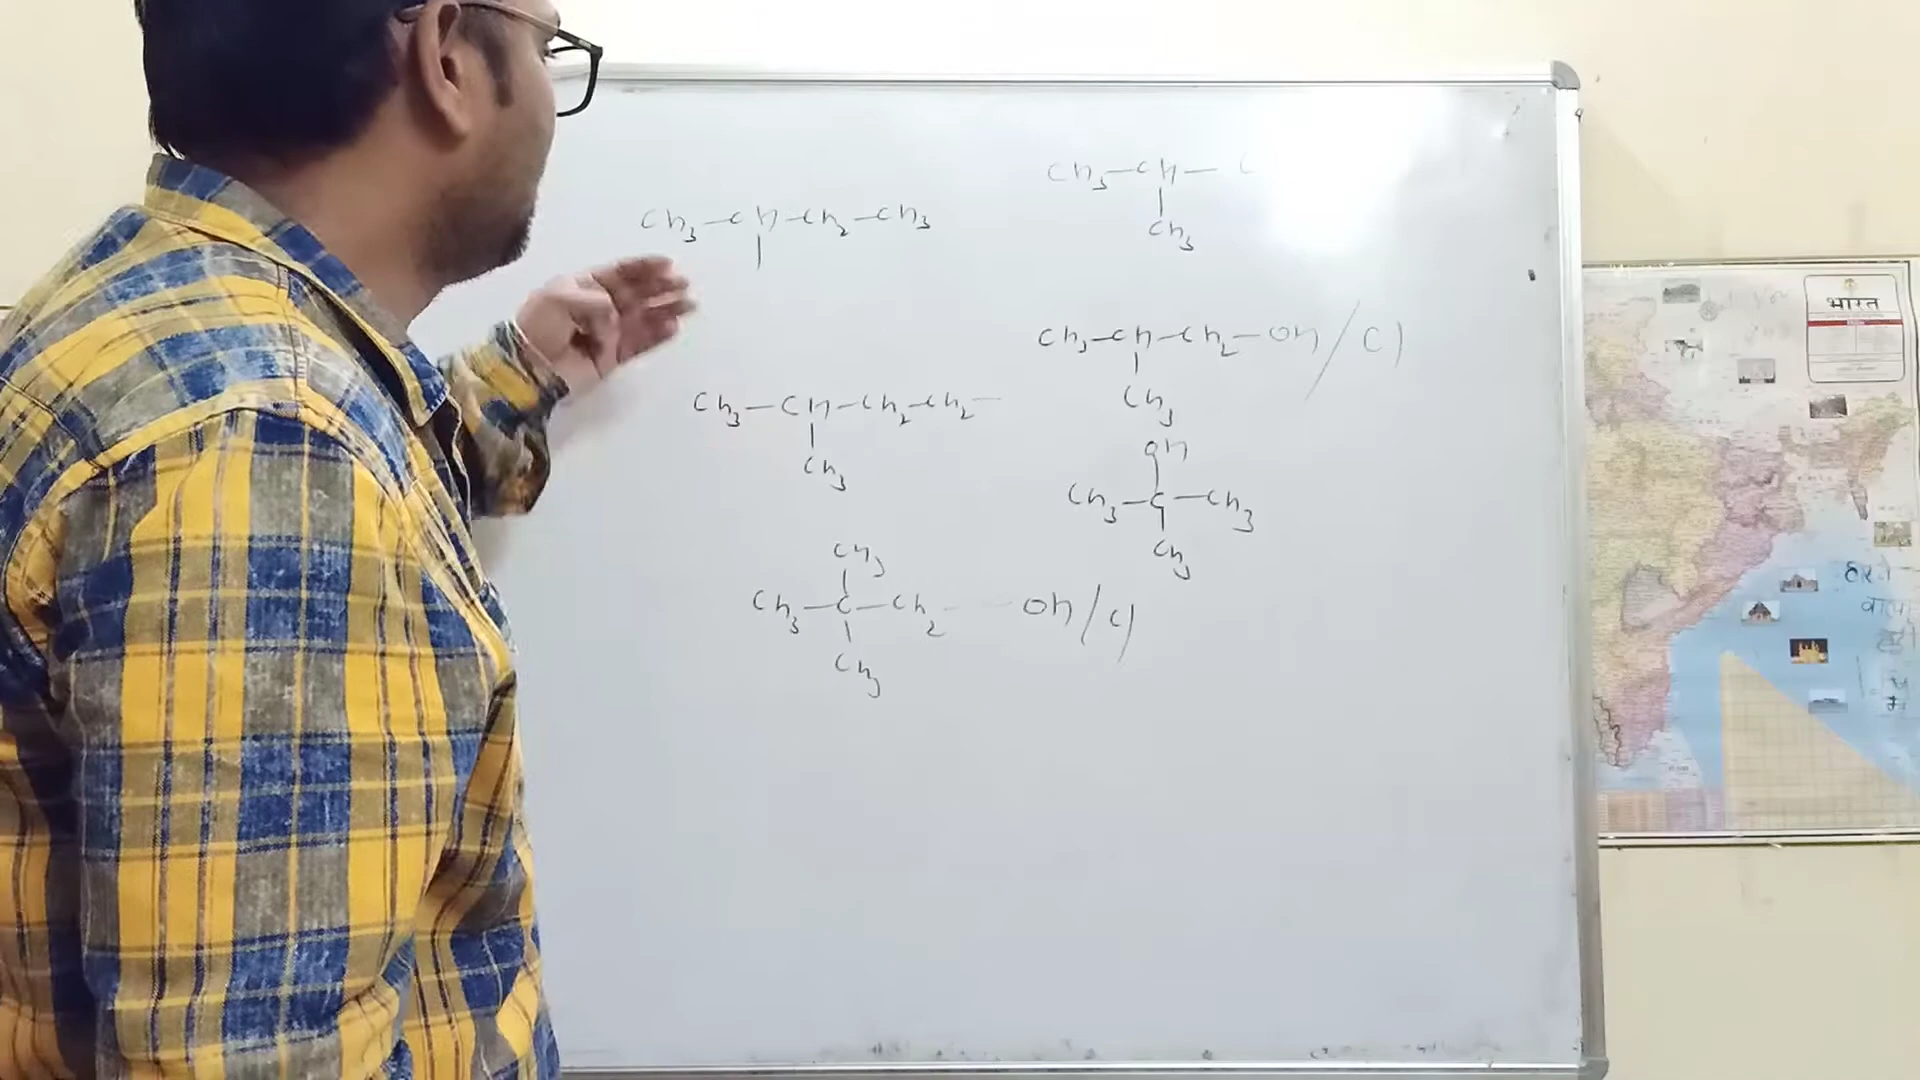 CH3—CH—C
CH3
CH3—CH—CH2—CH3
CH3—CH—CH2—OH/Cl
CH3
CH3—CH—CH2—CH2—
CH3
OH
CH3—C—CH3
CH3
CH3
CH3—C—CH2— OH/Cl
CH3
भारत